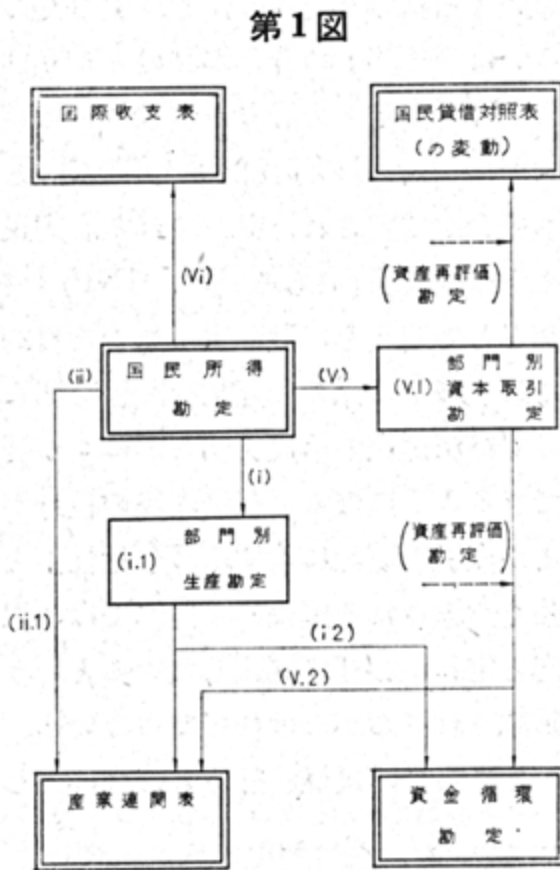 第1図
国際収支表
国民貸借対照表
(の変動)
(Vi)
(資産再評価
勘定)
(ii)
国民所得
勘定
(V)
(V.1)
部門別
資本取引
勘定
(i)
(i.1)
部門別
生産勘定
(資産再評価
勘定)
(ii.1)
(i2)
(V.2)
産業連関表
資金循環
勘定